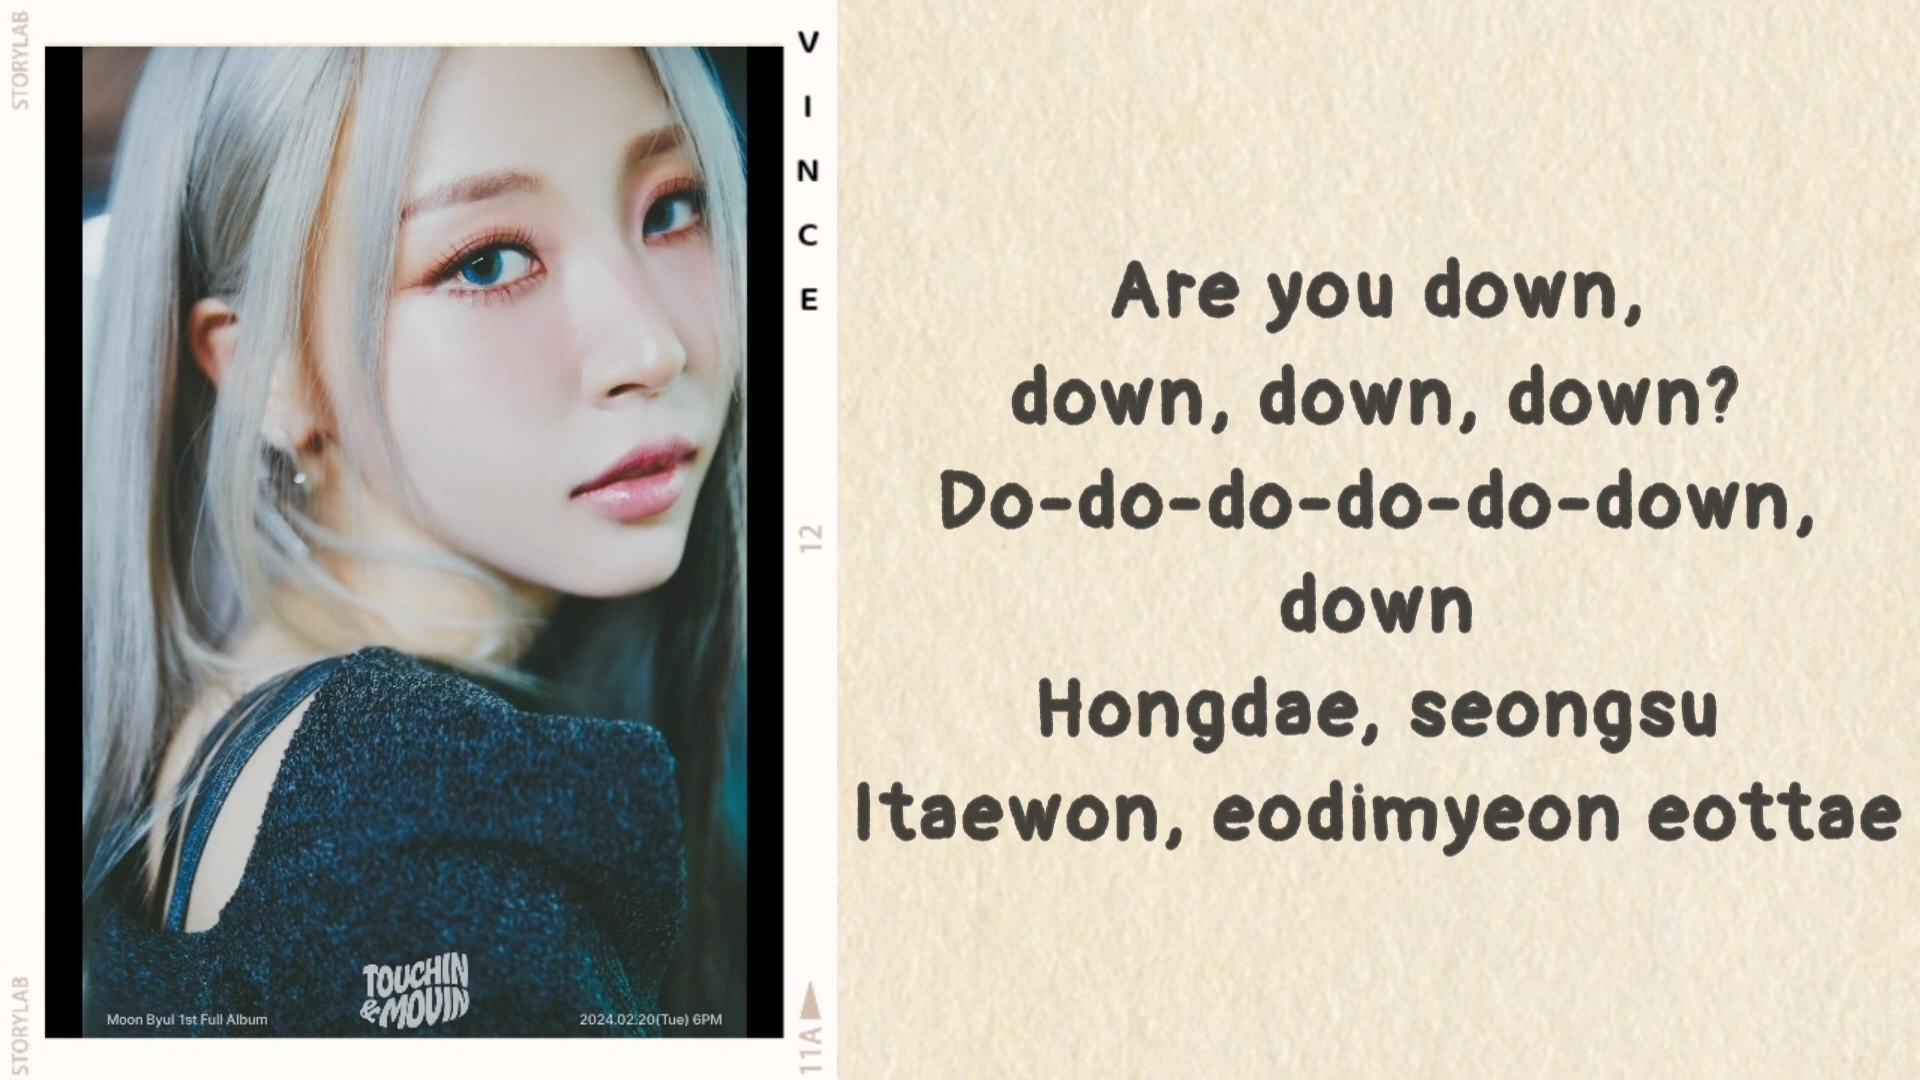 STORYLAB
VINCE
12
11A
STORYLAB
TOUCHIN
&MOVIN
Moon Byul 1st Full Album
2024.02.20(Tue) 6PM
Are you down,
down, down, down?
Do-do-do-do-do-down,
down
Hongdae, seongsu
Itaewon, eodimyeon eottae